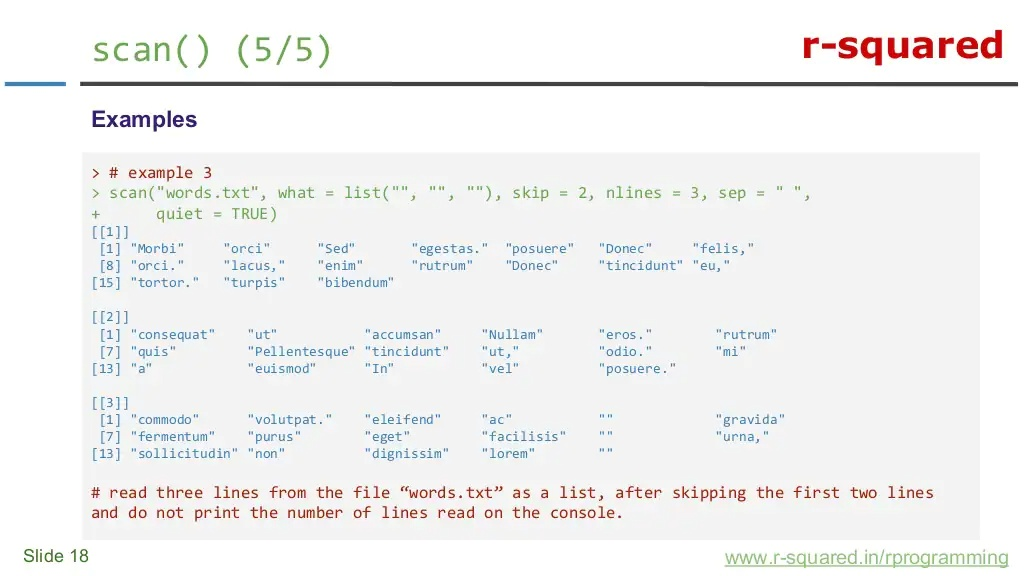 scan() (5/5)
r-squared
Examples
> # example 3
> scan("words.txt", what = list("", "", ""), skip = 2, nlines = 3, sep = " ",
+      quiet = TRUE)
[[1]]
 [1] "Morbi"     "orci"      "Sed"       "egestas."  "posuere"   "Donec"     "felis,"
 [8] "orci."     "lacus,"    "enim"      "rutrum"    "Donec"     "tincidunt" "eu,"
[15] "tortor."   "turpis"    "bibendum"
[[2]]
 [1] "consequat"    "ut"           "accumsan"     "Nullam"       "eros."        "rutrum"
 [7] "quis"         "Pellentesque" "tincidunt"    "ut,"          "odio."        "mi"
[13] "a"            "euismod"      "In"           "vel"          "posuere."
[[3]]
 [1] "commodo"      "volutpat."    "eleifend"     "ac"           ""             "gravida"
 [7] "fermentum"    "purus"        "eget"         "facilisis"    ""             "urna,"
[13] "sollicitudin" "non"          "dignissim"    "lorem"        ""
# read three lines from the file “words.txt” as a list, after skipping the first two lines
and do not print the number of lines read on the console.
Slide 18
www.r-squared.in/rprogramming